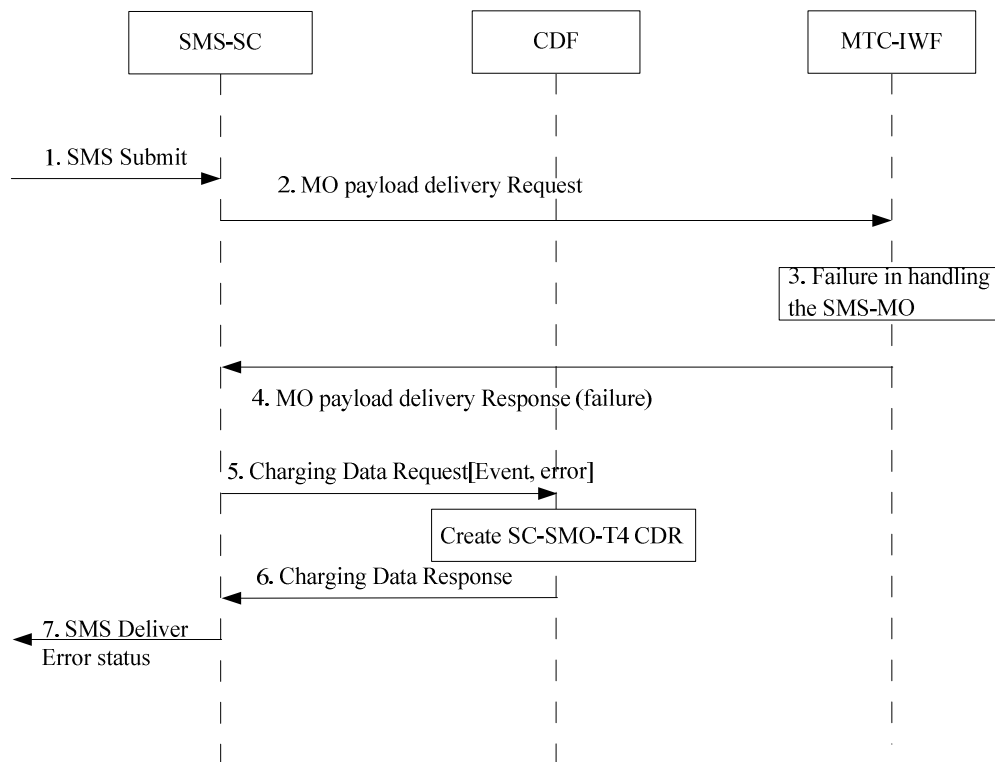 SMS-SC
CDF
MTC-IWF
1. SMS Submit
2. MO payload delivery Request
3. Failure in handling
the SMS-MO
4. MO payload delivery Response (failure)
5. Charging Data Request[Event, error]
Create SC-SMO-T4 CDR
6. Charging Data Response
7. SMS Deliver
Error status